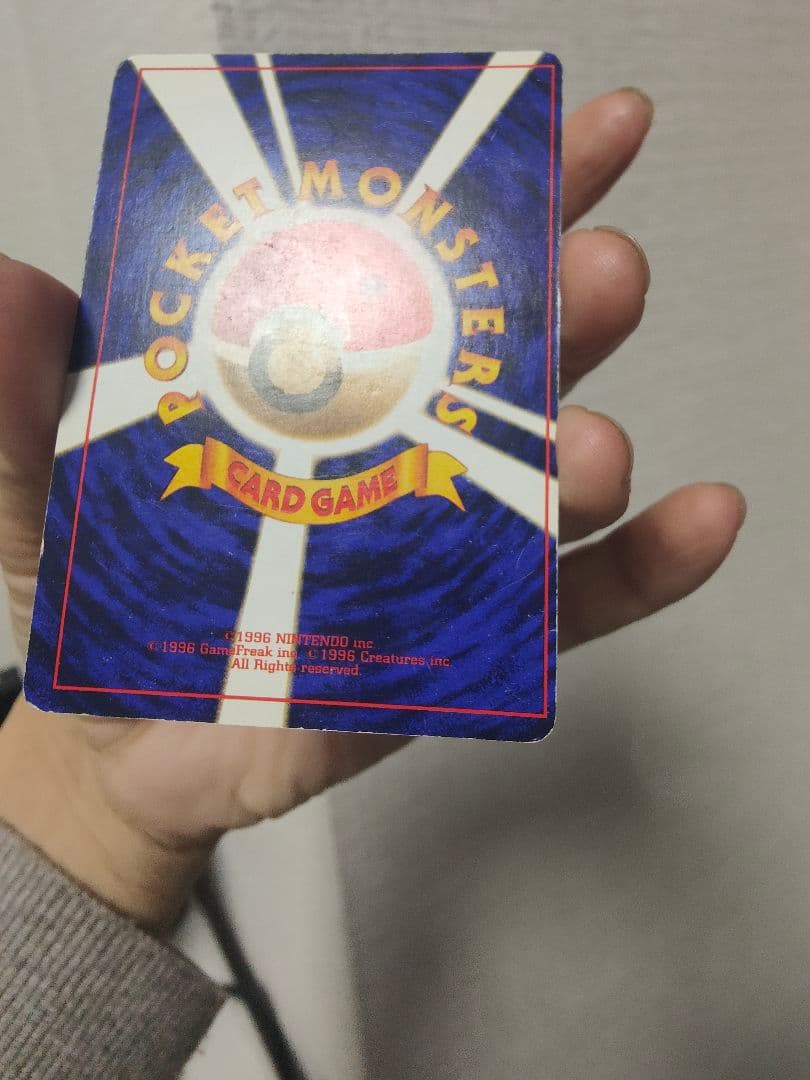 POCKET MONSTERS
CARD GAME
©1996 NINTENDO inc.
©1996 GameFreak inc. ©1996 Creatures inc.
All Rights reserved.